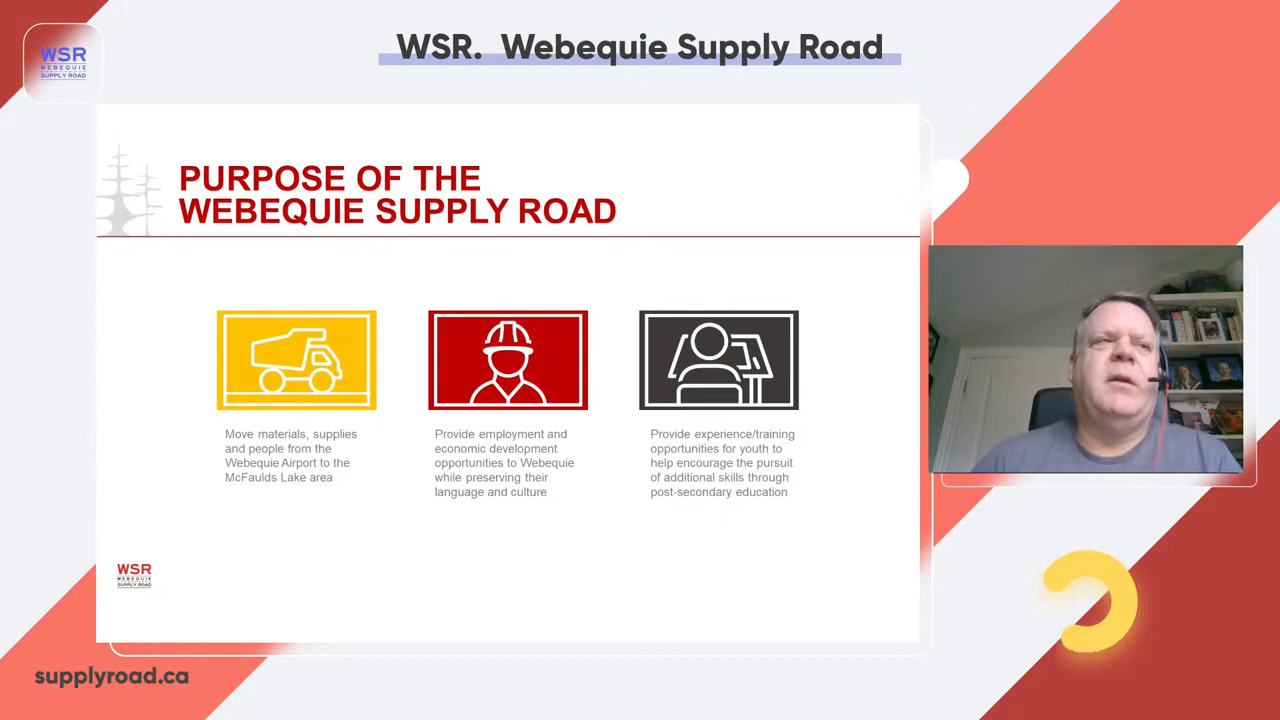 WSR
WEBEQUIE
SUPPLY ROAD
WSR. Webequie Supply Road
PURPOSE OF THE
WEBEQUIE SUPPLY ROAD
Move materials, supplies
and people from the
Webequie Airport to the
McFaulds Lake area
Provide employment and
economic development
opportunities to Webequie
while preserving their
language and culture
Provide experience/training
opportunities for youth to
help encourage the pursuit
of additional skills through
post-secondary education
WSR
WEBEQUIE
SUPPLY ROAD
supplyroad.ca